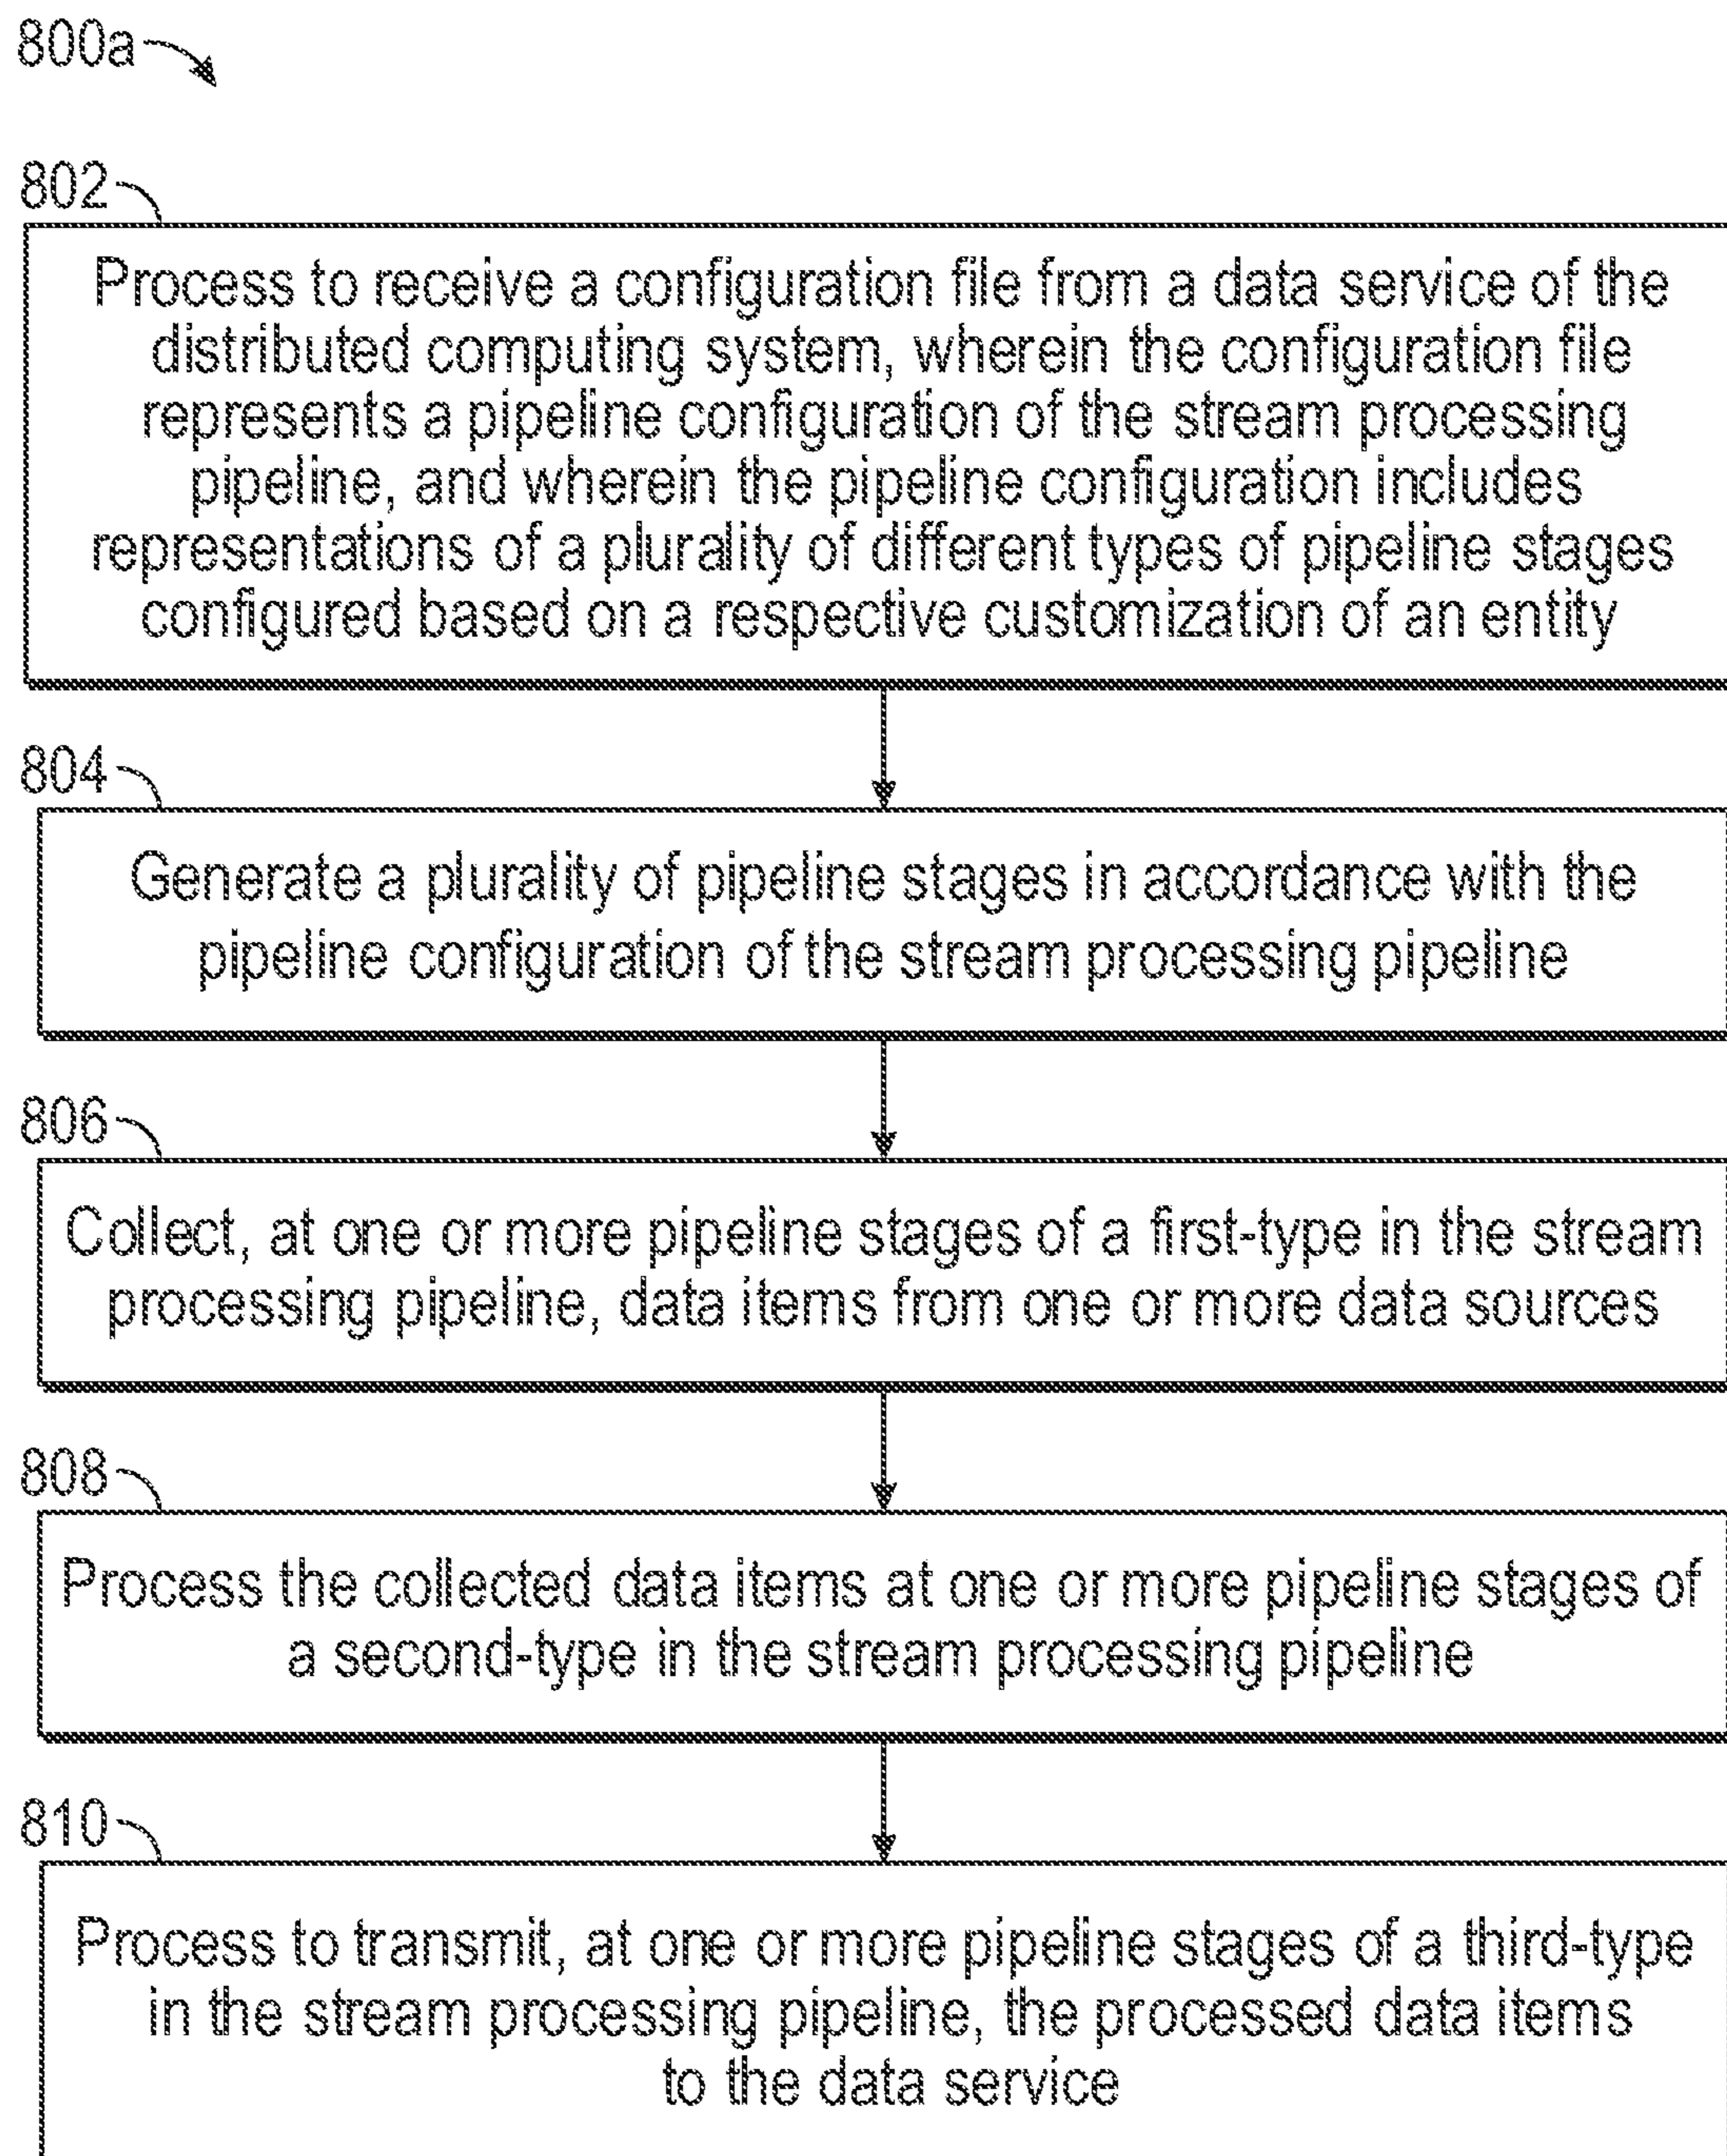 800a
802
Process to receive a configuration file from a data service of the
distributed computing system, wherein the configuration file
represents a pipeline configuration of the stream processing
pipeline, and wherein the pipeline configuration includes
representations of a plurality of different types of pipeline stages
configured based on a respective customization of an entity
804
Generate a plurality of pipeline stages in accordance with the
pipeline configuration of the stream processing pipeline
806
Collect, at one or more pipeline stages of a first-type in the stream
processing pipeline, data items from one or more data sources
808
Process the collected data items at one or more pipeline stages of
a second-type in the stream processing pipeline
810
Process to transmit, at one or more pipeline stages of a third-type
in the stream processing pipeline, the processed data items
to the data service